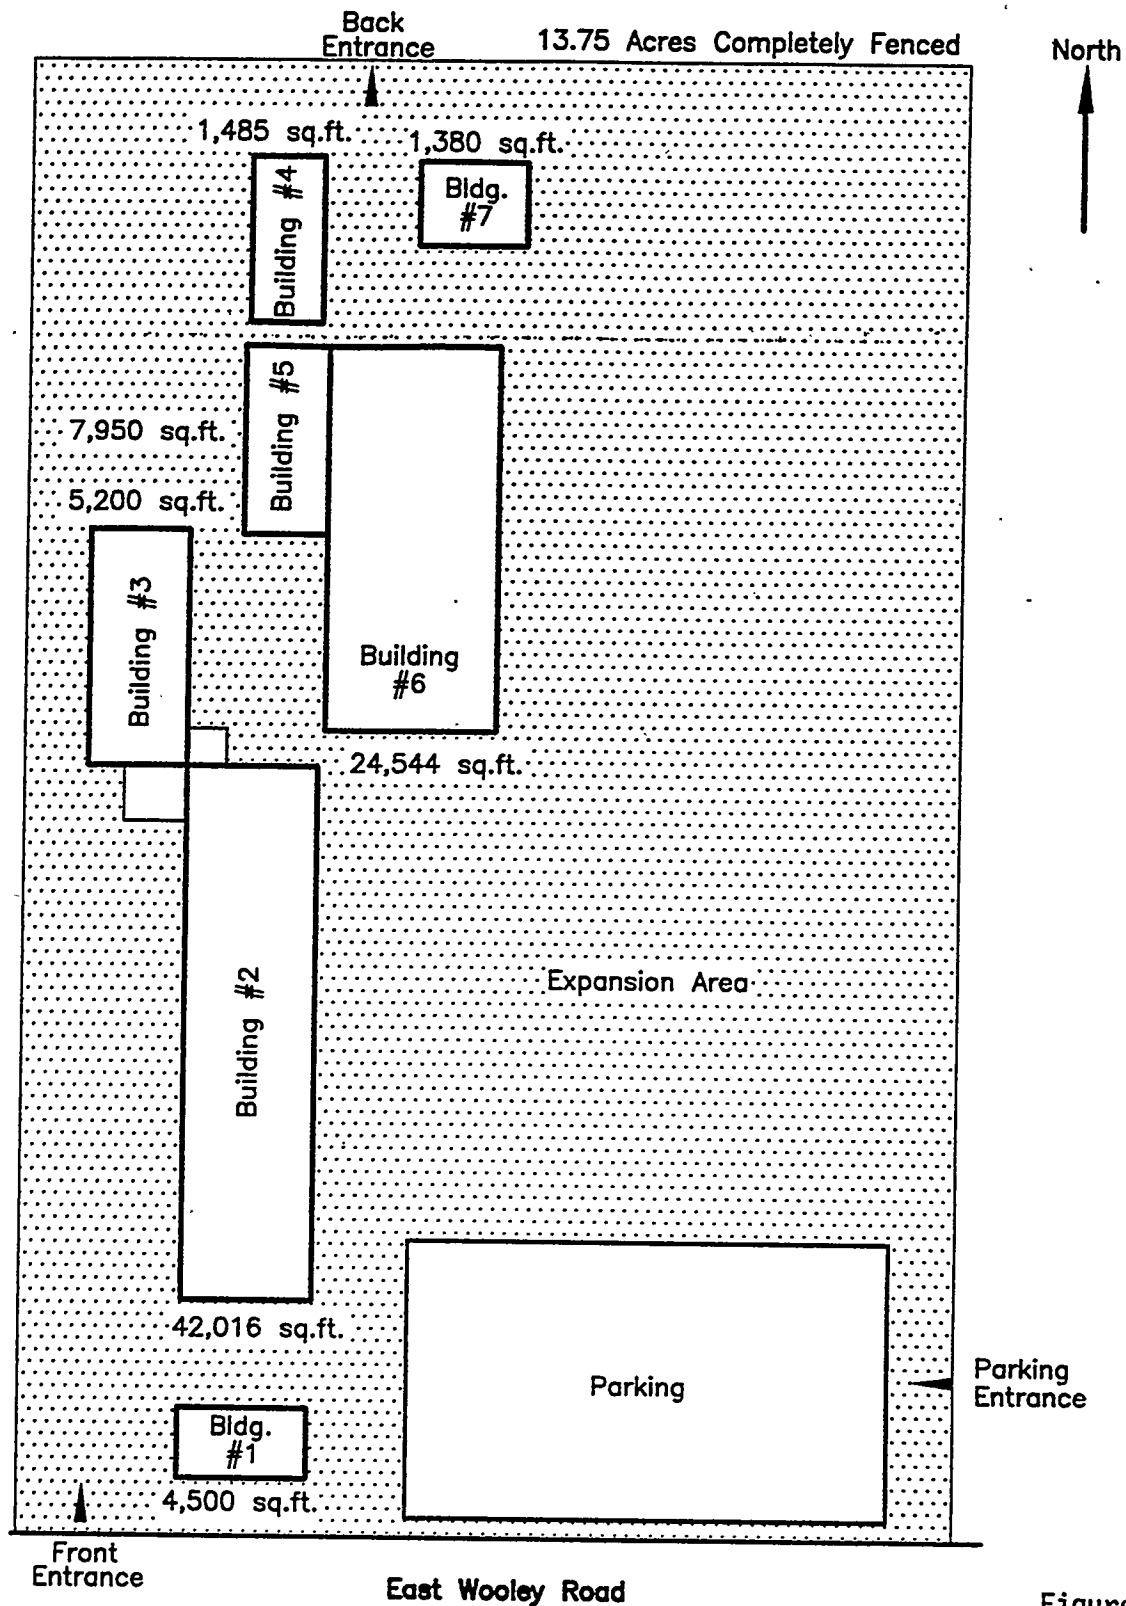 Back
Entrance
13.75 Acres Completely Fenced
North
1,485 sq.ft.
1,380 sq.ft.
Building #4
Bldg.
#7
Building #5
7,950 sq.ft.
5,200 sq.ft.
Building #3
Building
#6
24,544 sq.ft.
Building #2
Expansion Area
42,016 sq.ft.
Parking
Parking
Entrance
Bldg.
#1
4,500 sq.ft.
Front
Entrance
East Wooley Road
Figure